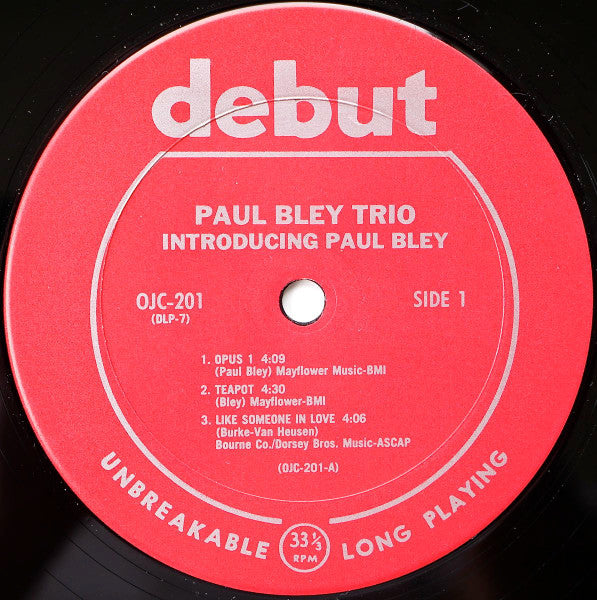 debut
PAUL BLEY TRIO
INTRODUCING PAUL BLEY
OJC-201
(DLP-7)
SIDE 1
1. OPUS 1 4:09
(Paul Bley) Mayflower Music-BMI
2. TEAPOT 4:30
(Bley) Mayflower-BMI
3. LIKE SOMEONE IN LOVE 4:06
(Burke-Van Heusen)
Bourne Co./Dorsey Bros. Music-ASCAP
(OJC-201-A)
UNBREAKABLE 33 1/3 RPM LONG PLAYING